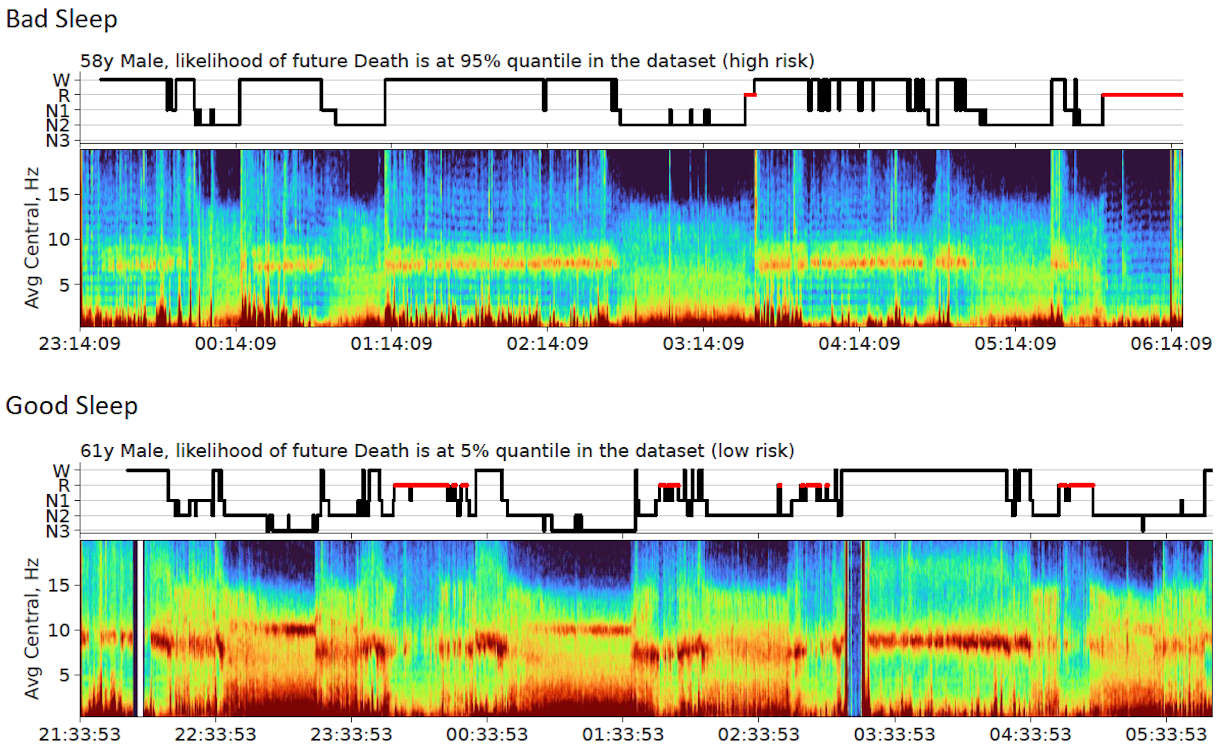 Bad Sleep
58y Male, likelihood of future Death is at 95% quantile in the dataset (high risk)
W
R
N1
N2
N3
Avg Central, Hz
15
10
5
23:14:09 00:14:09 01:14:09 02:14:09 03:14:09 04:14:09 05:14:09 06:14:09
Good Sleep
61y Male, likelihood of future Death is at 5% quantile in the dataset (low risk)
W
R
N1
N2
N3
Avg Central, Hz
15
10
5
21:33:53 22:33:53 23:33:53 00:33:53 01:33:53 02:33:53 03:33:53 04:33:53 05:33:53